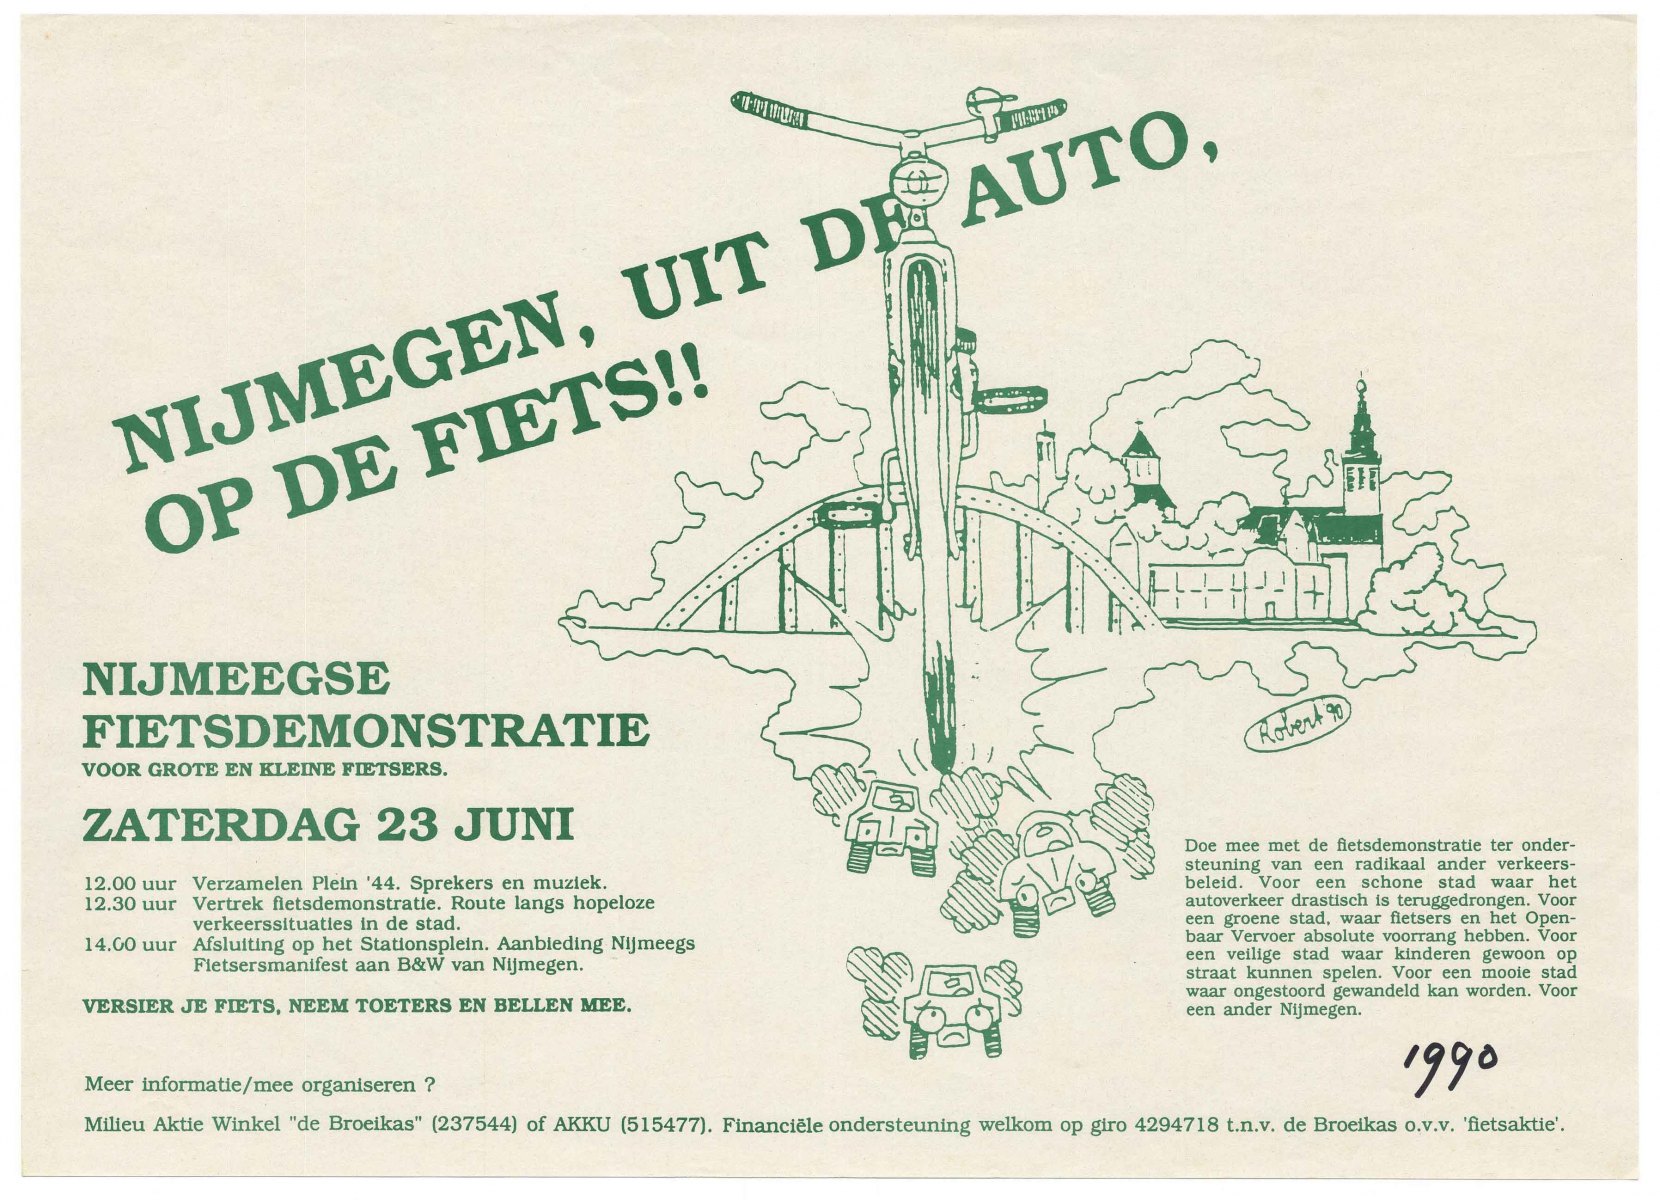 NIJMEGEN, UIT DE AUTO,
OP DE FIETS!!
NIJMEEGSE
FIETSDEMONSTRATIE
VOOR GROTE EN KLEINE FIETSERS.
ZATERDAG 23 JUNI
12.00 uur Verzamelen Plein '44. Sprekers en muziek.
12.30 uur Vertrek fietsdemonstratie. Route langs hopeloze
verkeerssituaties in de stad.
14.00 uur Afsluiting op het Stationsplein. Aanbieding Nijmeegs
Fietsersmanifest aan B&W van Nijmegen.
VERSIER JE FIETS, NEEM TOETERS EN BELLEN MEE.
Robert '90
Doe mee met de fietsdemonstratie ter onder-
steuning van een radikaal ander verkeers-
beleid. Voor een schone stad waar het
autoverkeer drastisch is teruggedrongen. Voor
een groene stad, waar fietsers en het Open-
baar Vervoer absolute voorrang hebben. Voor
een veilige stad waar kinderen gewoon op
straat kunnen spelen. Voor een mooie stad
waar ongestoord gewandeld kan worden. Voor
een ander Nijmegen.
1990
Meer informatie/mee organiseren ?
Milieu Aktie Winkel "de Broeikas" (237544) of AKKU (515477). Financiële ondersteuning welkom op giro 4294718 t.n.v. de Broeikas o.v.v. 'fietsaktie'.